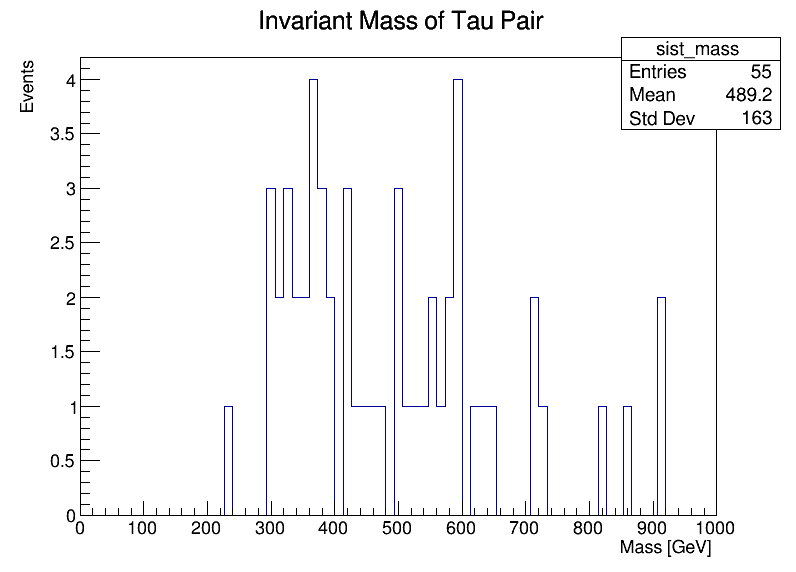 Invariant Mass of Tau Pair
sist_mass
Entries 55
Mean 489.2
Std Dev 163
Events
4
3.5
3
2.5
2
1.5
1
0.5
0
0 100 200 300 400 500 600 700 800 900 1000
Mass [GeV]